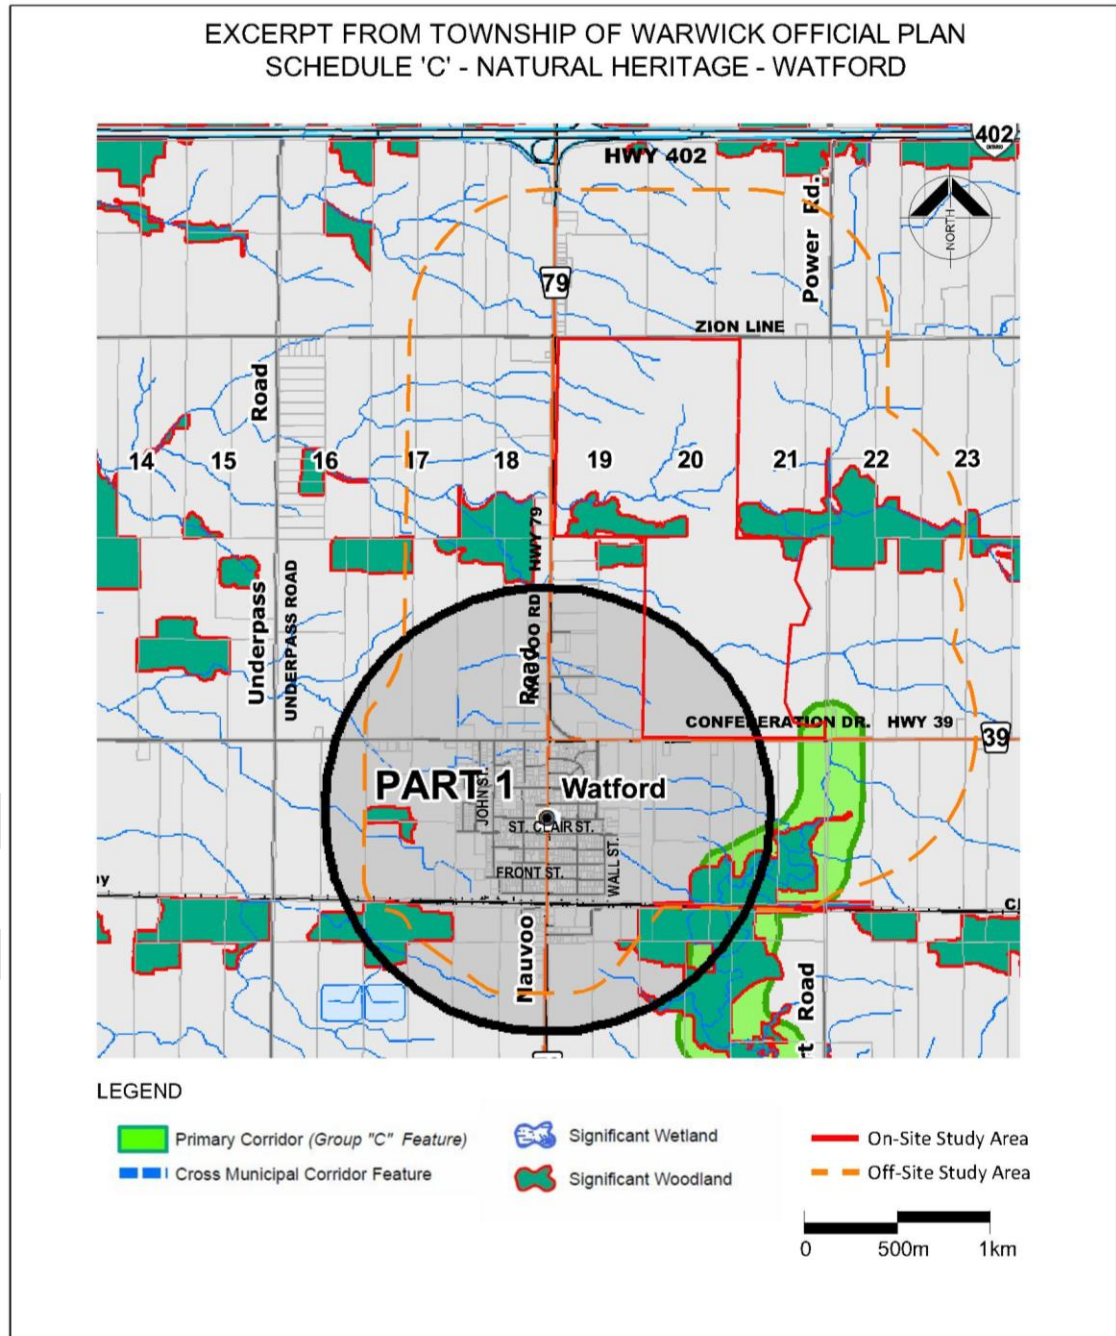 EXCERPT FROM TOWNSHIP OF WARWICK OFFICIAL PLAN
SCHEDULE 'C' - NATURAL HERITAGE - WATFORD
402
HWY 402
Power Rd.
NORTH
79
ZION LINE
Road
14 15 16 17 18 19 20 21 22 23
HWY 79
Underpass
UNDERPASS ROAD
Road
NAUVOO RD
CONFEDERATION DR. HWY 39
39
PART 1
Watford
JOHN ST.
ST. CLAIR ST.
FRONT ST.
WALL ST.
Nauvoo
Road
LEGEND
Primary Corridor (Group "C" Feature)
Cross Municipal Corridor Feature
Significant Wetland
Significant Woodland
On-Site Study Area
Off-Site Study Area
0 500m 1km